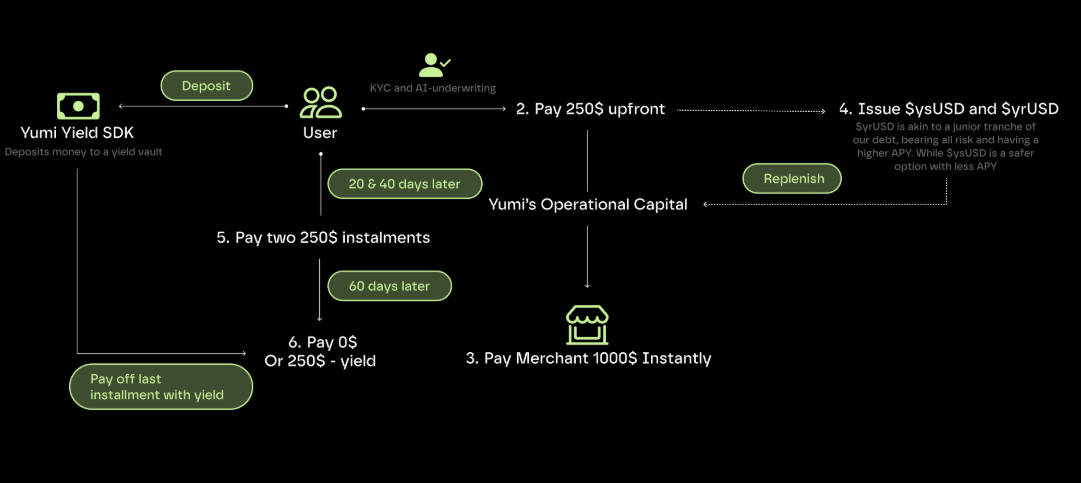 Deposit
KYC and AI-underwriting
Yumi Yield SDK
Deposits money to a yield vault
User
2. Pay 250$ upfront
4. Issue $ysUSD and $yrUSD
$yrUSD is akin to a junior tranche of
our debt, bearing all risk and having a
higher APY. While $ysUSD is a safer
option with less APY
20 & 40 days later
Replenish
Yumi's Operational Capital
5. Pay two 250$ instalments
60 days later
6. Pay 0$
Or 250$ - yield
3. Pay Merchant 1000$ Instantly
Pay off last
installment with yield